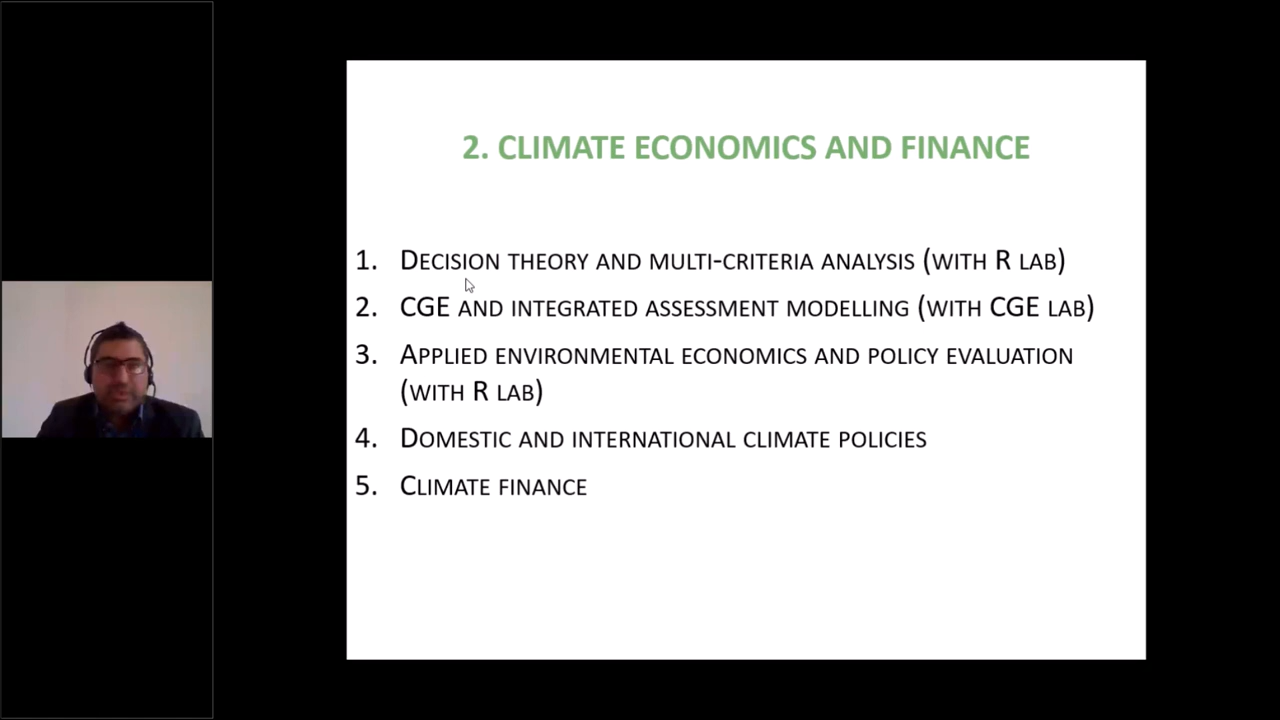 2. CLIMATE ECONOMICS AND FINANCE
1. DECISION THEORY AND MULTI-CRITERIA ANALYSIS (WITH R LAB)
2. CGE AND INTEGRATED ASSESSMENT MODELLING (WITH CGE LAB)
3. APPLIED ENVIRONMENTAL ECONOMICS AND POLICY EVALUATION
(WITH R LAB)
4. DOMESTIC AND INTERNATIONAL CLIMATE POLICIES
5. CLIMATE FINANCE